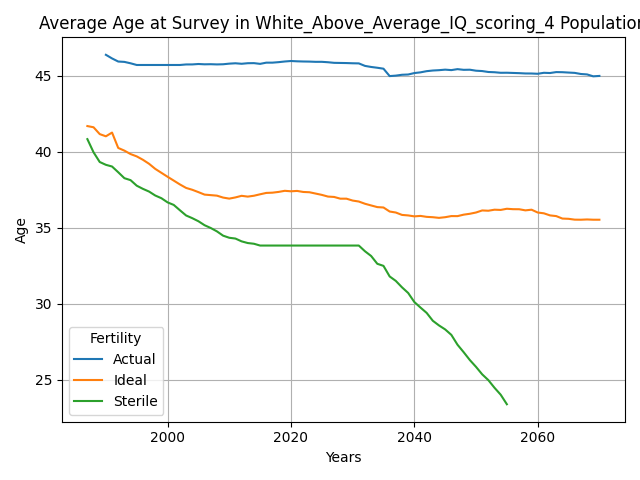 Average Age at Survey in White_Above_Average_IQ_scoring_4 Population
45
40
35
30
25
Age
Fertility
Actual
Ideal
Sterile
2000 2020 2040 2060
Years